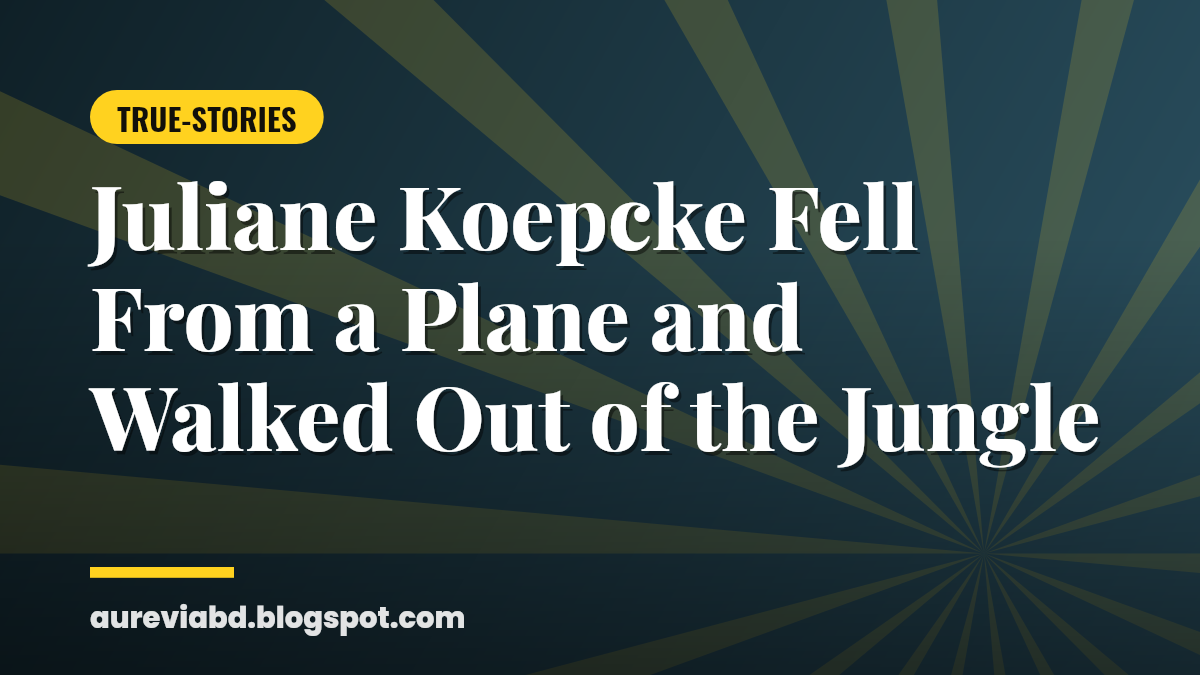 TRUE-STORIES
Juliane Koepcke Fell
From a Plane and
Walked Out of the Jungle
aureviabd.blogspot.com